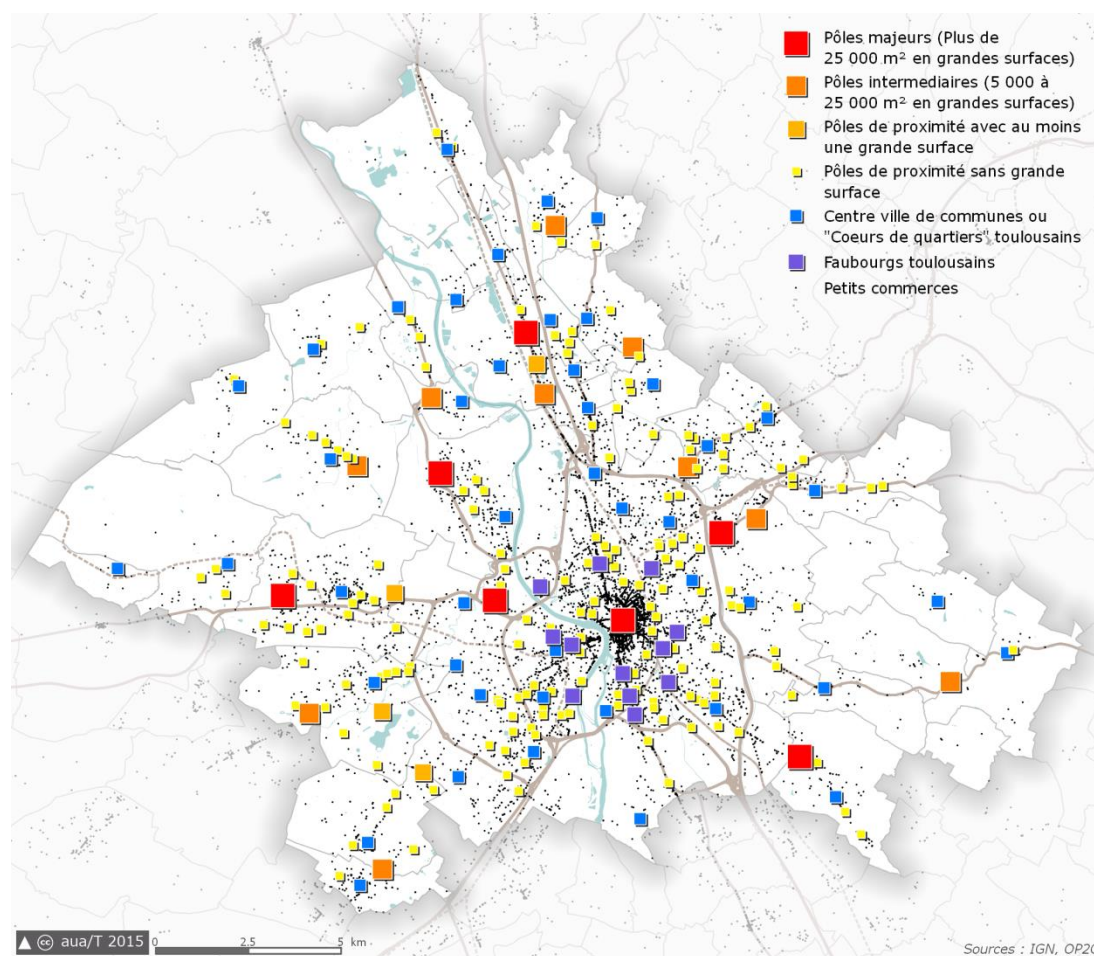 Pôles majeurs (Plus de
25 000 m² en grandes surfaces)
Pôles intermediaires (5 000 à
25 000 m² en grandes surfaces)
Pôles de proximité avec au moins
une grande surface
Pôles de proximité sans grande
surface
Centre ville de communes ou
"Coeurs de quartiers" toulousains
Faubourgs toulousains
Petits commerces
cc aua/T 2015
0 2.5 5 km
Sources : IGN, OP20